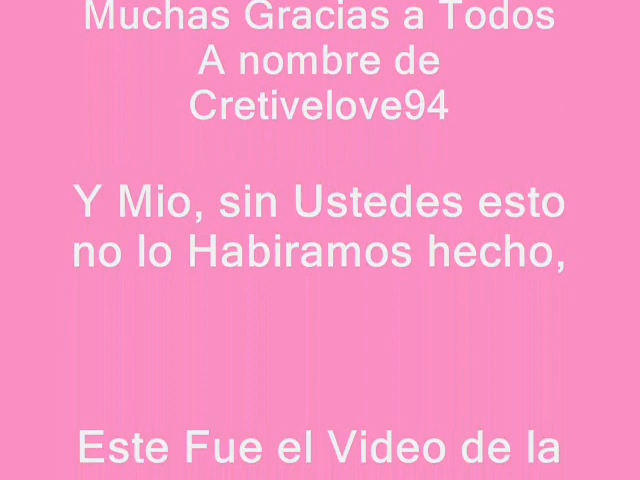 Muchas Gracias a Todos
A nombre de
Cretivelove94
Y Mio, sin Ustedes esto
no lo Habiramos hecho,
Este Fue el Video de la